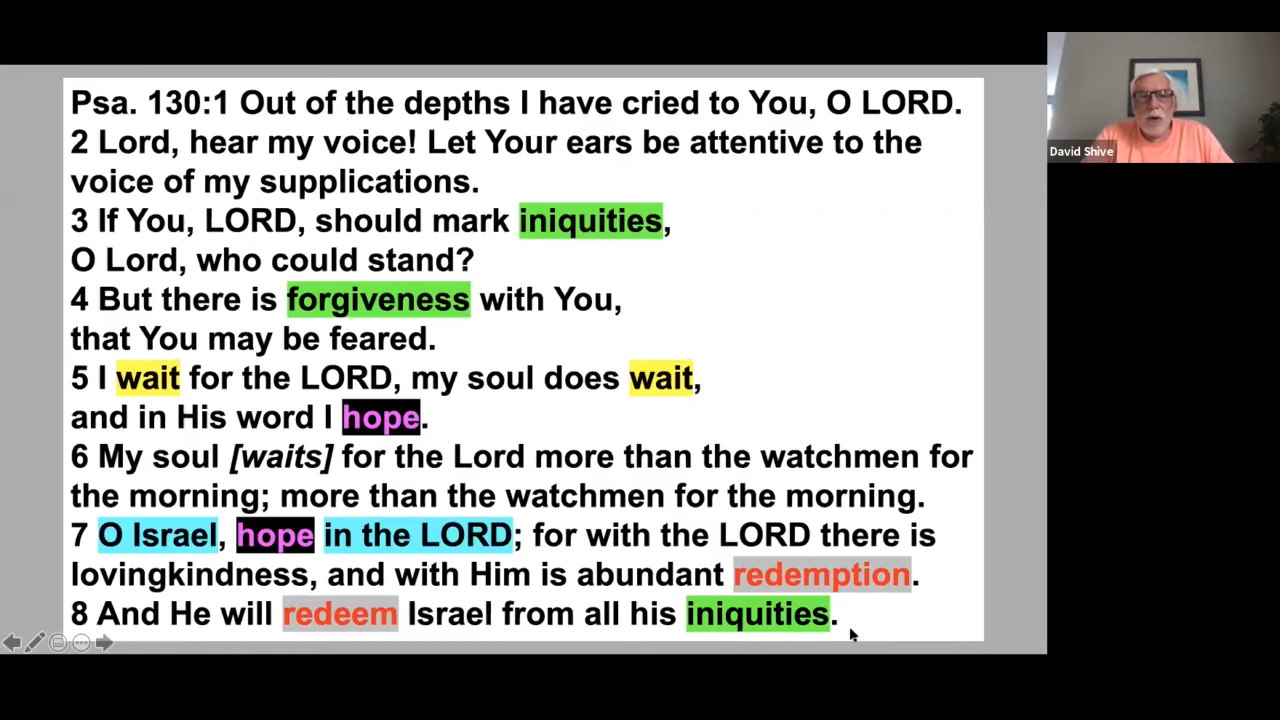 Psa. 130:1 Out of the depths I have cried to You, O LORD.
2 Lord, hear my voice! Let Your ears be attentive to the
voice of my supplications.
3 If You, LORD, should mark iniquities,
O Lord, who could stand?
4 But there is forgiveness with You,
that You may be feared.
5 I wait for the LORD, my soul does wait,
and in His word I hope.
6 My soul [waits] for the Lord more than the watchmen for
the morning; more than the watchmen for the morning.
7 O Israel, hope in the LORD; for with the LORD there is
lovingkindness, and with Him is abundant redemption.
8 And He will redeem Israel from all his iniquities.
David Shive